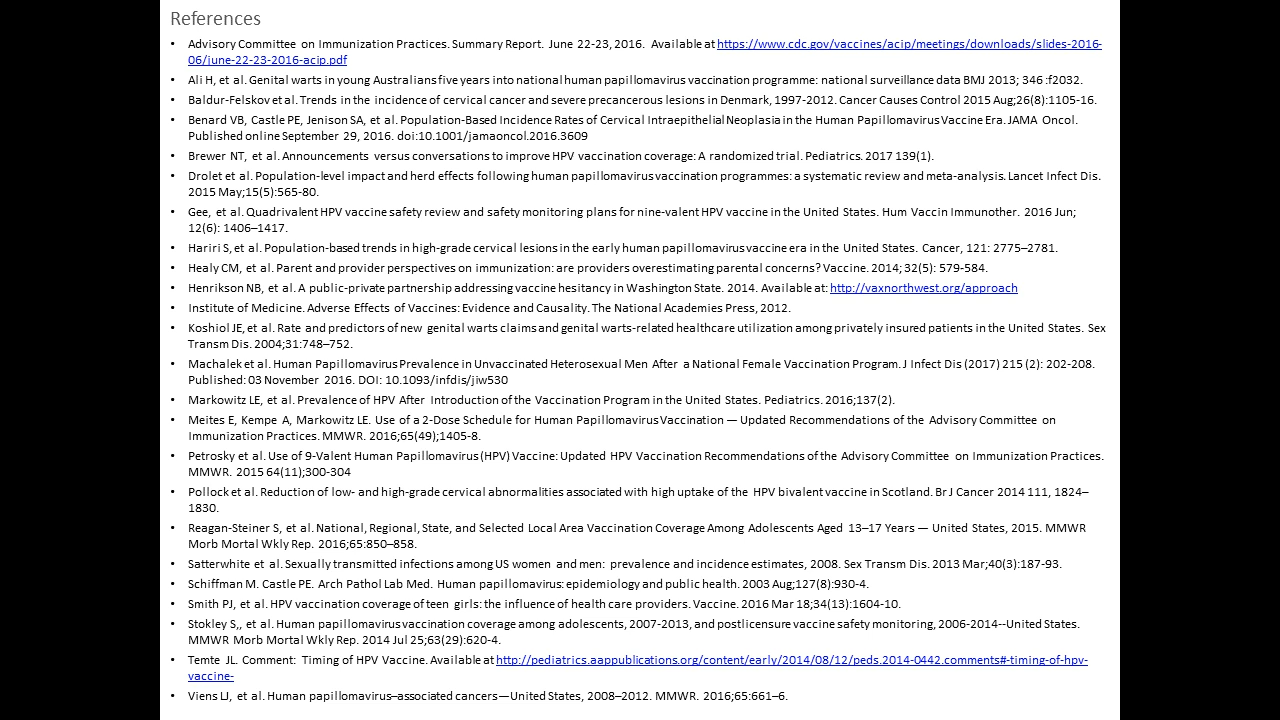 References
• Advisory Committee on Immunization Practices. Summary Report. June 22-23, 2016. Available at https://www.cdc.gov/vaccines/acip/meetings/downloads/slides-2016-
06/june-22-23-2016-acip.pdf
• Ali H, et al. Genital warts in young Australians five years into national human papillomavirus vaccination programme: national surveillance data BMJ 2013; 346 :f2032.
• Baldur-Felskov et al. Trends in the incidence of cervical cancer and severe precancerous lesions in Denmark, 1997-2012. Cancer Causes Control 2015 Aug;26(8):1105-16.
• Benard VB, Castle PE, Jenison SA, et al. Population-Based Incidence Rates of Cervical Intraepithelial Neoplasia in the Human Papillomavirus Vaccine Era. JAMA Oncol.
Published online September 29, 2016. doi:10.1001/jamaoncol.2016.3609
• Brewer NT, et al. Announcements versus conversations to improve HPV vaccination coverage: A randomized trial. Pediatrics. 2017 139(1).
• Drolet et al. Population-level impact and herd effects following human papillomavirus vaccination programmes: a systematic review and meta-analysis. Lancet Infect Dis.
2015 May;15(5):565-80.
• Gee, et al. Quadrivalent HPV vaccine safety review and safety monitoring plans for nine-valent HPV vaccine in the United States. Hum Vaccin Immunother. 2016 Jun;
12(6): 1406–1417.
• Hariri S, et al. Population-based trends in high-grade cervical lesions in the early human papillomavirus vaccine era in the United States. Cancer, 121: 2775–2781.
• Healy CM, et al. Parent and provider perspectives on immunization: are providers overestimating parental concerns? Vaccine. 2014; 32(5): 579-584.
• Henrikson NB, et al. A public-private partnership addressing vaccine hesitancy in Washington State. 2014. Available at: http://vaxnorthwest.org/approach
• Institute of Medicine. Adverse Effects of Vaccines: Evidence and Causality. The National Academies Press, 2012.
• Koshiol JE, et al. Rate and predictors of new genital warts claims and genital warts-related healthcare utilization among privately insured patients in the United States. Sex
Transm Dis. 2004;31:748–752.
• Machalek et al. Human Papillomavirus Prevalence in Unvaccinated Heterosexual Men After a National Female Vaccination Program. J Infect Dis (2017) 215 (2): 202-208.
Published: 03 November 2016. DOI: 10.1093/infdis/jiw530
• Markowitz LE, et al. Prevalence of HPV After Introduction of the Vaccination Program in the United States. Pediatrics. 2016;137(2).
• Meites E, Kempe A, Markowitz LE. Use of a 2-Dose Schedule for Human Papillomavirus Vaccination — Updated Recommendations of the Advisory Committee on
Immunization Practices. MMWR. 2016;65(49);1405-8.
• Petrosky et al. Use of 9-Valent Human Papillomavirus (HPV) Vaccine: Updated HPV Vaccination Recommendations of the Advisory Committee on Immunization Practices.
MMWR. 2015 64(11);300-304
• Pollock et al. Reduction of low- and high-grade cervical abnormalities associated with high uptake of the HPV bivalent vaccine in Scotland. Br J Cancer 2014 111, 1824–
1830.
• Reagan-Steiner S, et al. National, Regional, State, and Selected Local Area Vaccination Coverage Among Adolescents Aged 13–17 Years — United States, 2015. MMWR
Morb Mortal Wkly Rep. 2016;65:850–858.
• Satterwhite et al. Sexually transmitted infections among US women and men: prevalence and incidence estimates, 2008. Sex Transm Dis. 2013 Mar;40(3):187-93.
• Schiffman M. Castle PE. Arch Pathol Lab Med. Human papillomavirus: epidemiology and public health. 2003 Aug;127(8):930-4.
• Smith PJ, et al. HPV vaccination coverage of teen girls: the influence of health care providers. Vaccine. 2016 Mar 18;34(13):1604-10.
• Stokley S,, et al. Human papillomavirus vaccination coverage among adolescents, 2007-2013, and postlicensure vaccine safety monitoring, 2006-2014--United States.
MMWR Morb Mortal Wkly Rep. 2014 Jul 25;63(29):620-4.
• Temte JL. Comment: Timing of HPV Vaccine. Available at http://pediatrics.aappublications.org/content/early/2014/08/12/peds.2014-0442.comments#-timing-of-hpv-
vaccine-
• Viens LJ, et al. Human papillomavirus–associated cancers—United States, 2008–2012. MMWR. 2016;65:661–6.